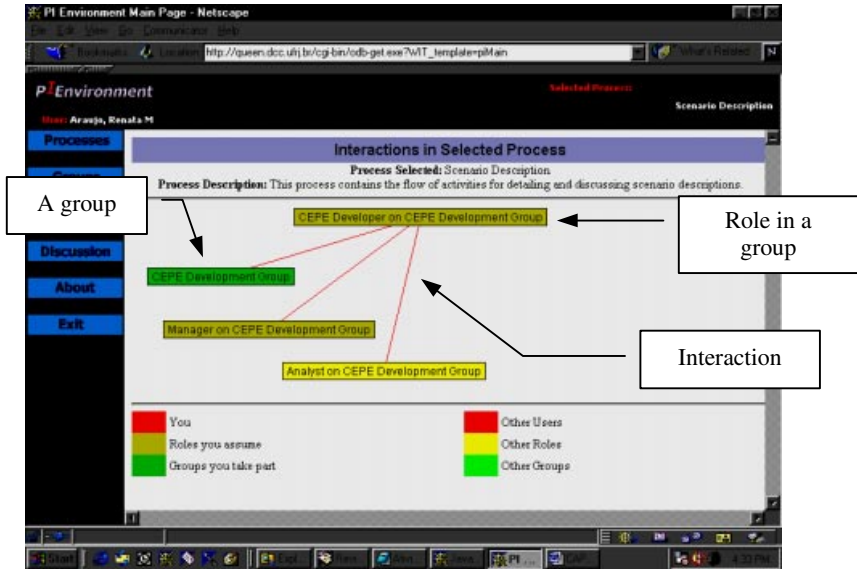 PI Environment Main Page - Netscape
File Edit View Go Communicator Help
Bookmarks Location http://queen.dcc.ufrj.br/cgi-bin/odb-get.exe?WIT_template=piMain What's Related N
PIEnvironment
Selected Process:
Scenario Description
User: Araujo, Renata M
Processes
Interactions in Selected Process
Process Selected: Scenario Description
Process Description: This process contains the flow of activities for detailing and discussing scenario descriptions.
A group
CEPE Developer on CEPE Development Group
Role in a
group
Discussion
CEPE Development Group
About
Exit
Manager on CEPE Development Group
Analyst on CEPE Development Group
Interaction
You
Other Users
Roles you assume
Other Roles
Groups you take part
Other Groups
Start
PI ...
4:33 PM